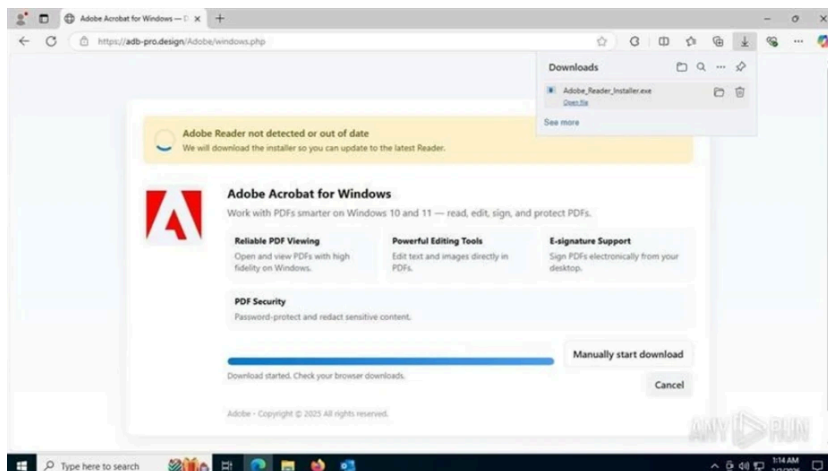 Adobe Acrobat for Windows — D
https://adb-pro.design/Adobe/windows.php
Downloads
Adobe_Reader_Installer.exe
Open file
See more
Adobe Reader not detected or out of date
We will download the installer so you can update to the latest Reader.
Adobe Acrobat for Windows
Work with PDFs smarter on Windows 10 and 11 — read, edit, sign, and protect PDFs.
Reliable PDF Viewing
Open and view PDFs with high
fidelity on Windows.
Powerful Editing Tools
Edit text and images directly in
PDFs.
E-signature Support
Sign PDFs electronically from your
desktop.
PDF Security
Password-protect and redact sensitive content.
Manually start download
Download started. Check your browser downloads.
Cancel
Adobe - Copyright © 2025 All rights reserved.
ANY RUN
Type here to search
1:14 AM